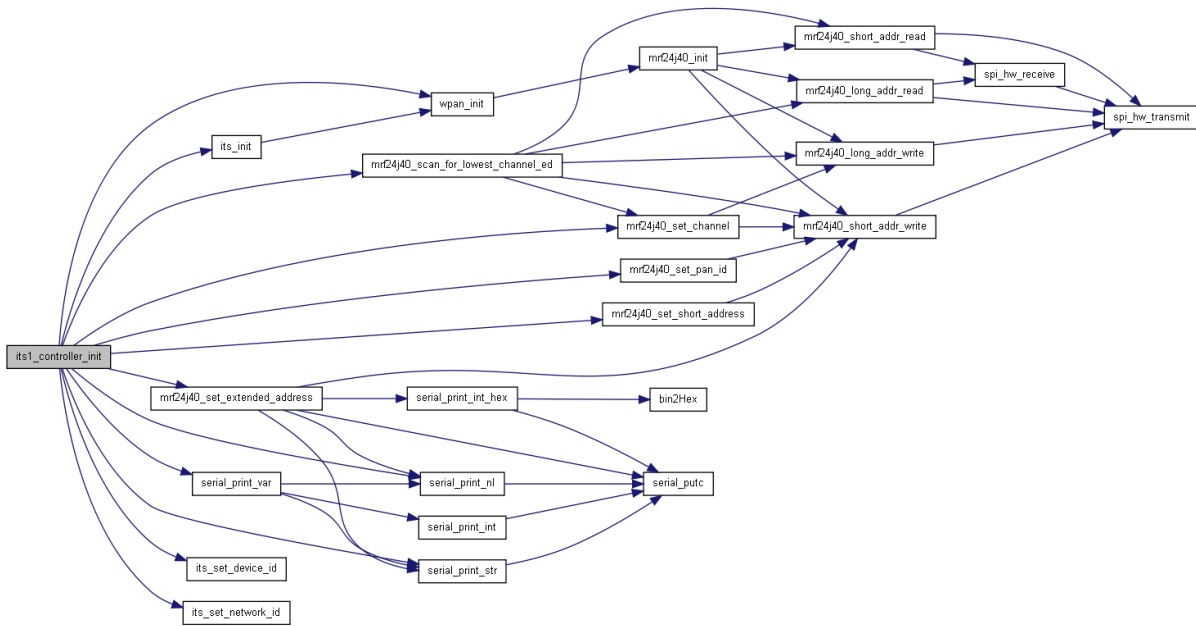 mrf24j40_short_addr_read
mrf24j40_init
spi_hw_receive
mrf24j40_long_addr_read
wpan_init
spi_hw_transmit
its_init
mrf24j40_long_addr_write
mrf24j40_scan_for_lowest_channel_ed
mrf24j40_set_channel
mrf24j40_short_addr_write
mrf24j40_set_pan_id
mrf24j40_set_short_address
its1_controller_init
mrf24j40_set_extended_address
serial_print_int_hex
bin2Hex
serial_print_var
serial_print_nl
serial_putc
serial_print_int
its_set_device_id
serial_print_str
its_set_network_id